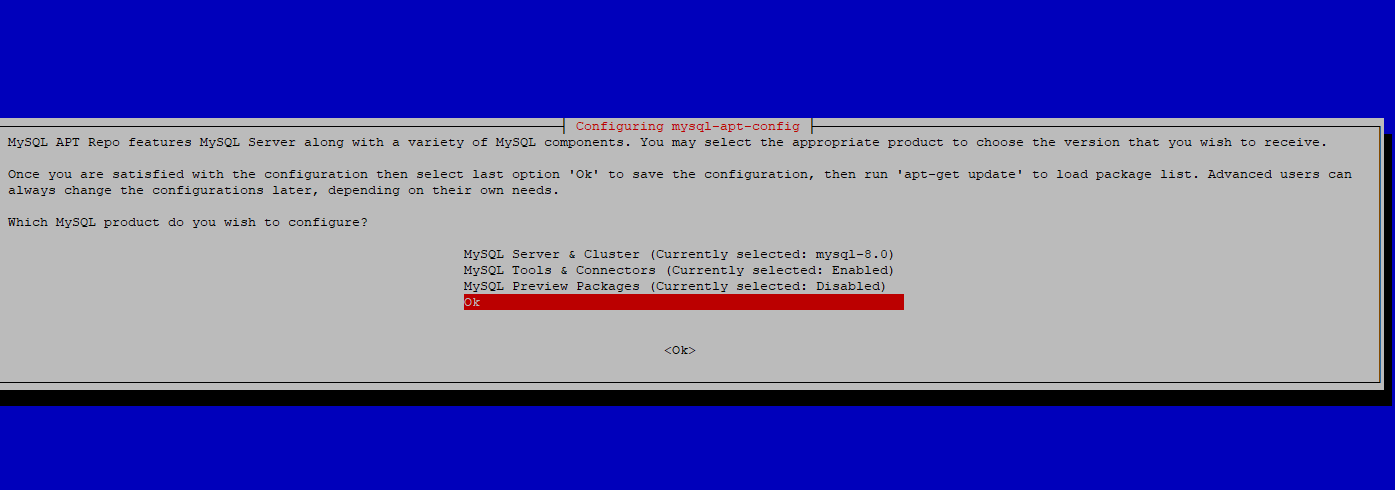 Configuring mysql-apt-config
MySQL APT Repo features MySQL Server along with a variety of MySQL components. You may select the appropriate product to choose the version that you wish to receive.
Once you are satisfied with the configuration then select last option 'Ok' to save the configuration, then run 'apt-get update' to load package list. Advanced users can
always change the configurations later, depending on their own needs.
Which MySQL product do you wish to configure?
MySQL Server & Cluster (Currently selected: mysql-8.0)
MySQL Tools & Connectors (Currently selected: Enabled)
MySQL Preview Packages (Currently selected: Disabled)
Ok
<Ok>